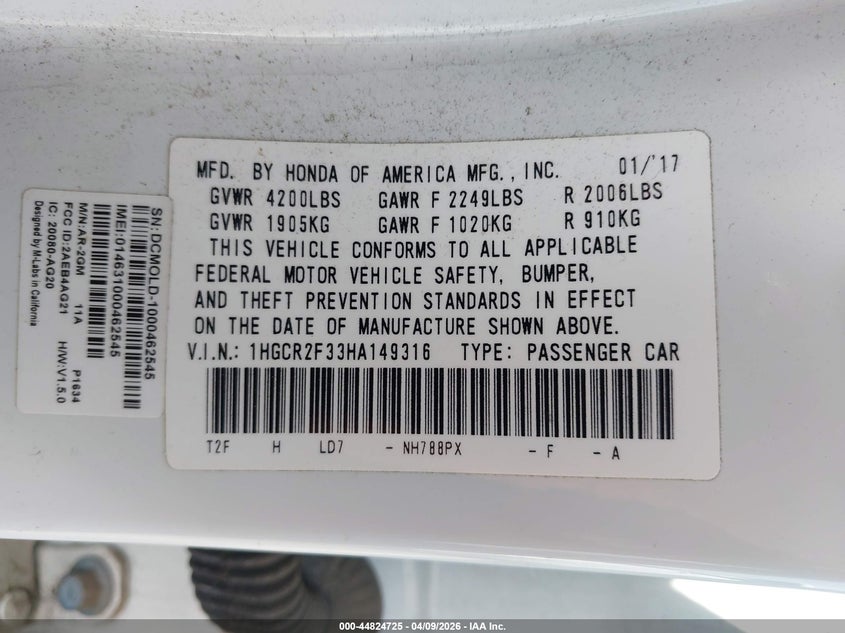 MFD. BY HONDA OF AMERICA MFG., INC. 01/'17
GVWR 4200LBS GAWR F 2249LBS R 2006LBS
GVWR 1905KG GAWR F 1020KG R 910KG
THIS VEHICLE CONFORMS TO ALL APPLICABLE
FEDERAL MOTOR VEHICLE SAFETY, BUMPER,
AND THEFT PREVENTION STANDARDS IN EFFECT
ON THE DATE OF MANUFACTURE SHOWN ABOVE.
V.I.N.: 1HGCR2F33HA149316 TYPE: PASSENGER CAR
T2F H LD7 - NH788PX - F - A
SN: DCMOLD-1000462545
IMEI:014631000462545
M/N:AR-2GM 11A P1634
FCC ID:2AEB4AG21 H/W:V1.5.0
IC: 20080-AG20
Designed by M-Labs in California
000-44824725 - 04/09/2026 - IAA Inc.